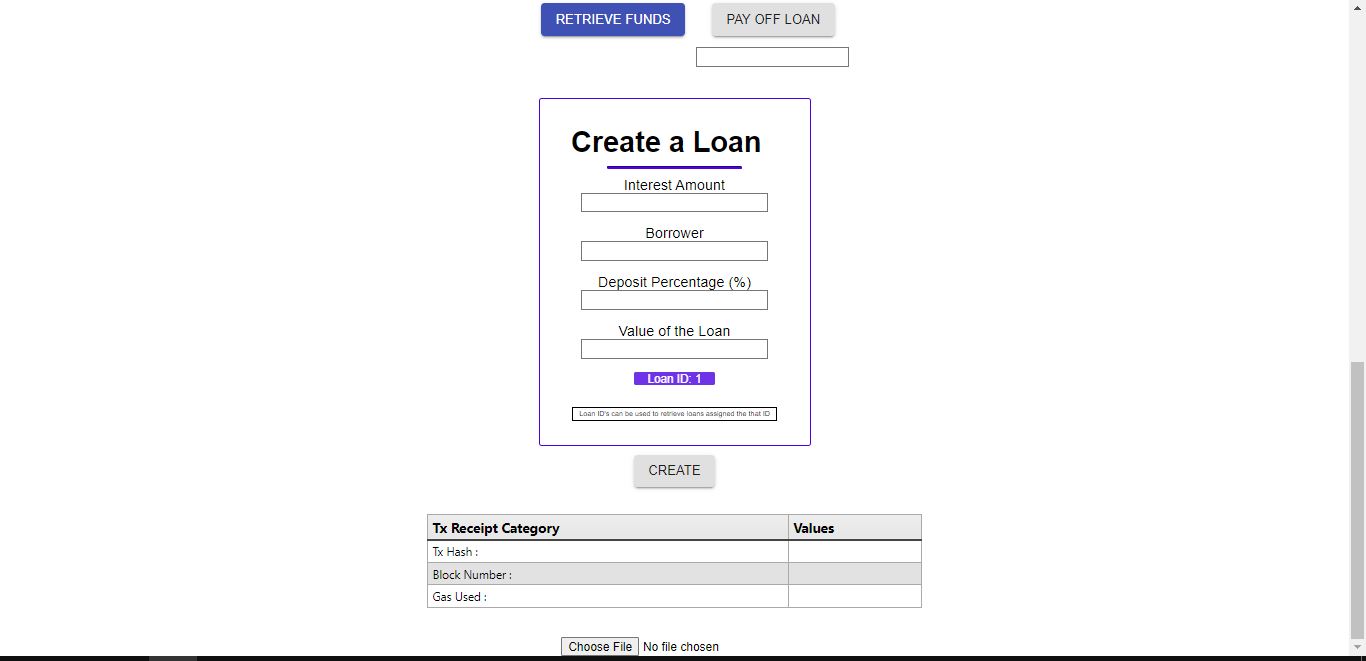 RETRIEVE FUNDS PAY OFF LOAN
Create a Loan
Interest Amount
Borrower
Deposit Percentage (%)
Value of the Loan
Loan ID: 1
Loan ID's can be used to retrieve loans assigned the that ID
CREATE
Tx Receipt Category Values
Tx Hash :
Block Number :
Gas Used :
Choose File No file chosen